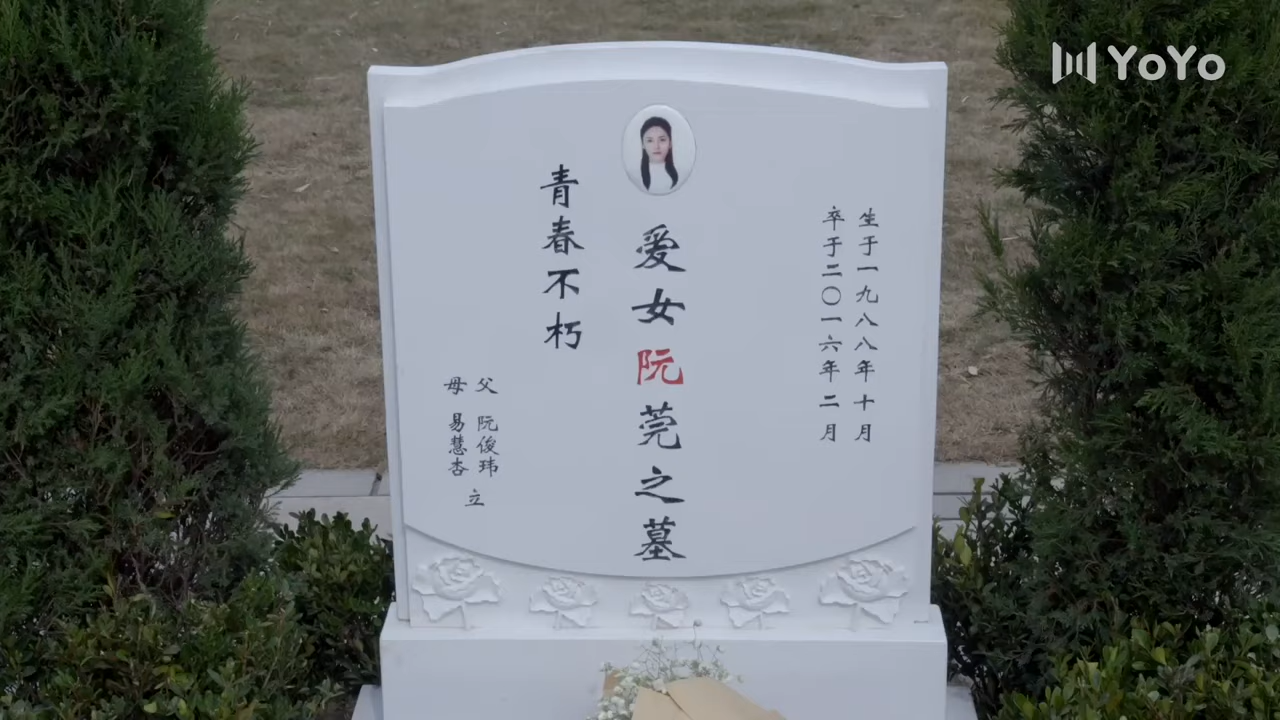 YoYo
生于一九八八年十月
卒于二〇一六年二月
爱女阮莞之墓
青春不朽
父 阮俊玮
母 易慧杏
立